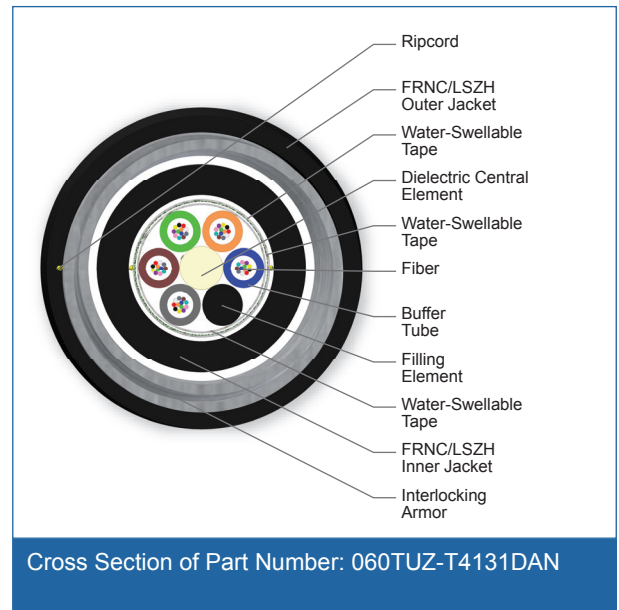 Ripcord
FRNC/LSZH
Outer Jacket
Water-Swellable
Tape
Dielectric Central
Element
Water-Swellable
Tape
Fiber
Buffer
Tube
Filling
Element
Water-Swellable
Tape
FRNC/LSZH
Inner Jacket
Interlocking
Armor
Cross Section of Part Number: 060TUZ-T4131DAN